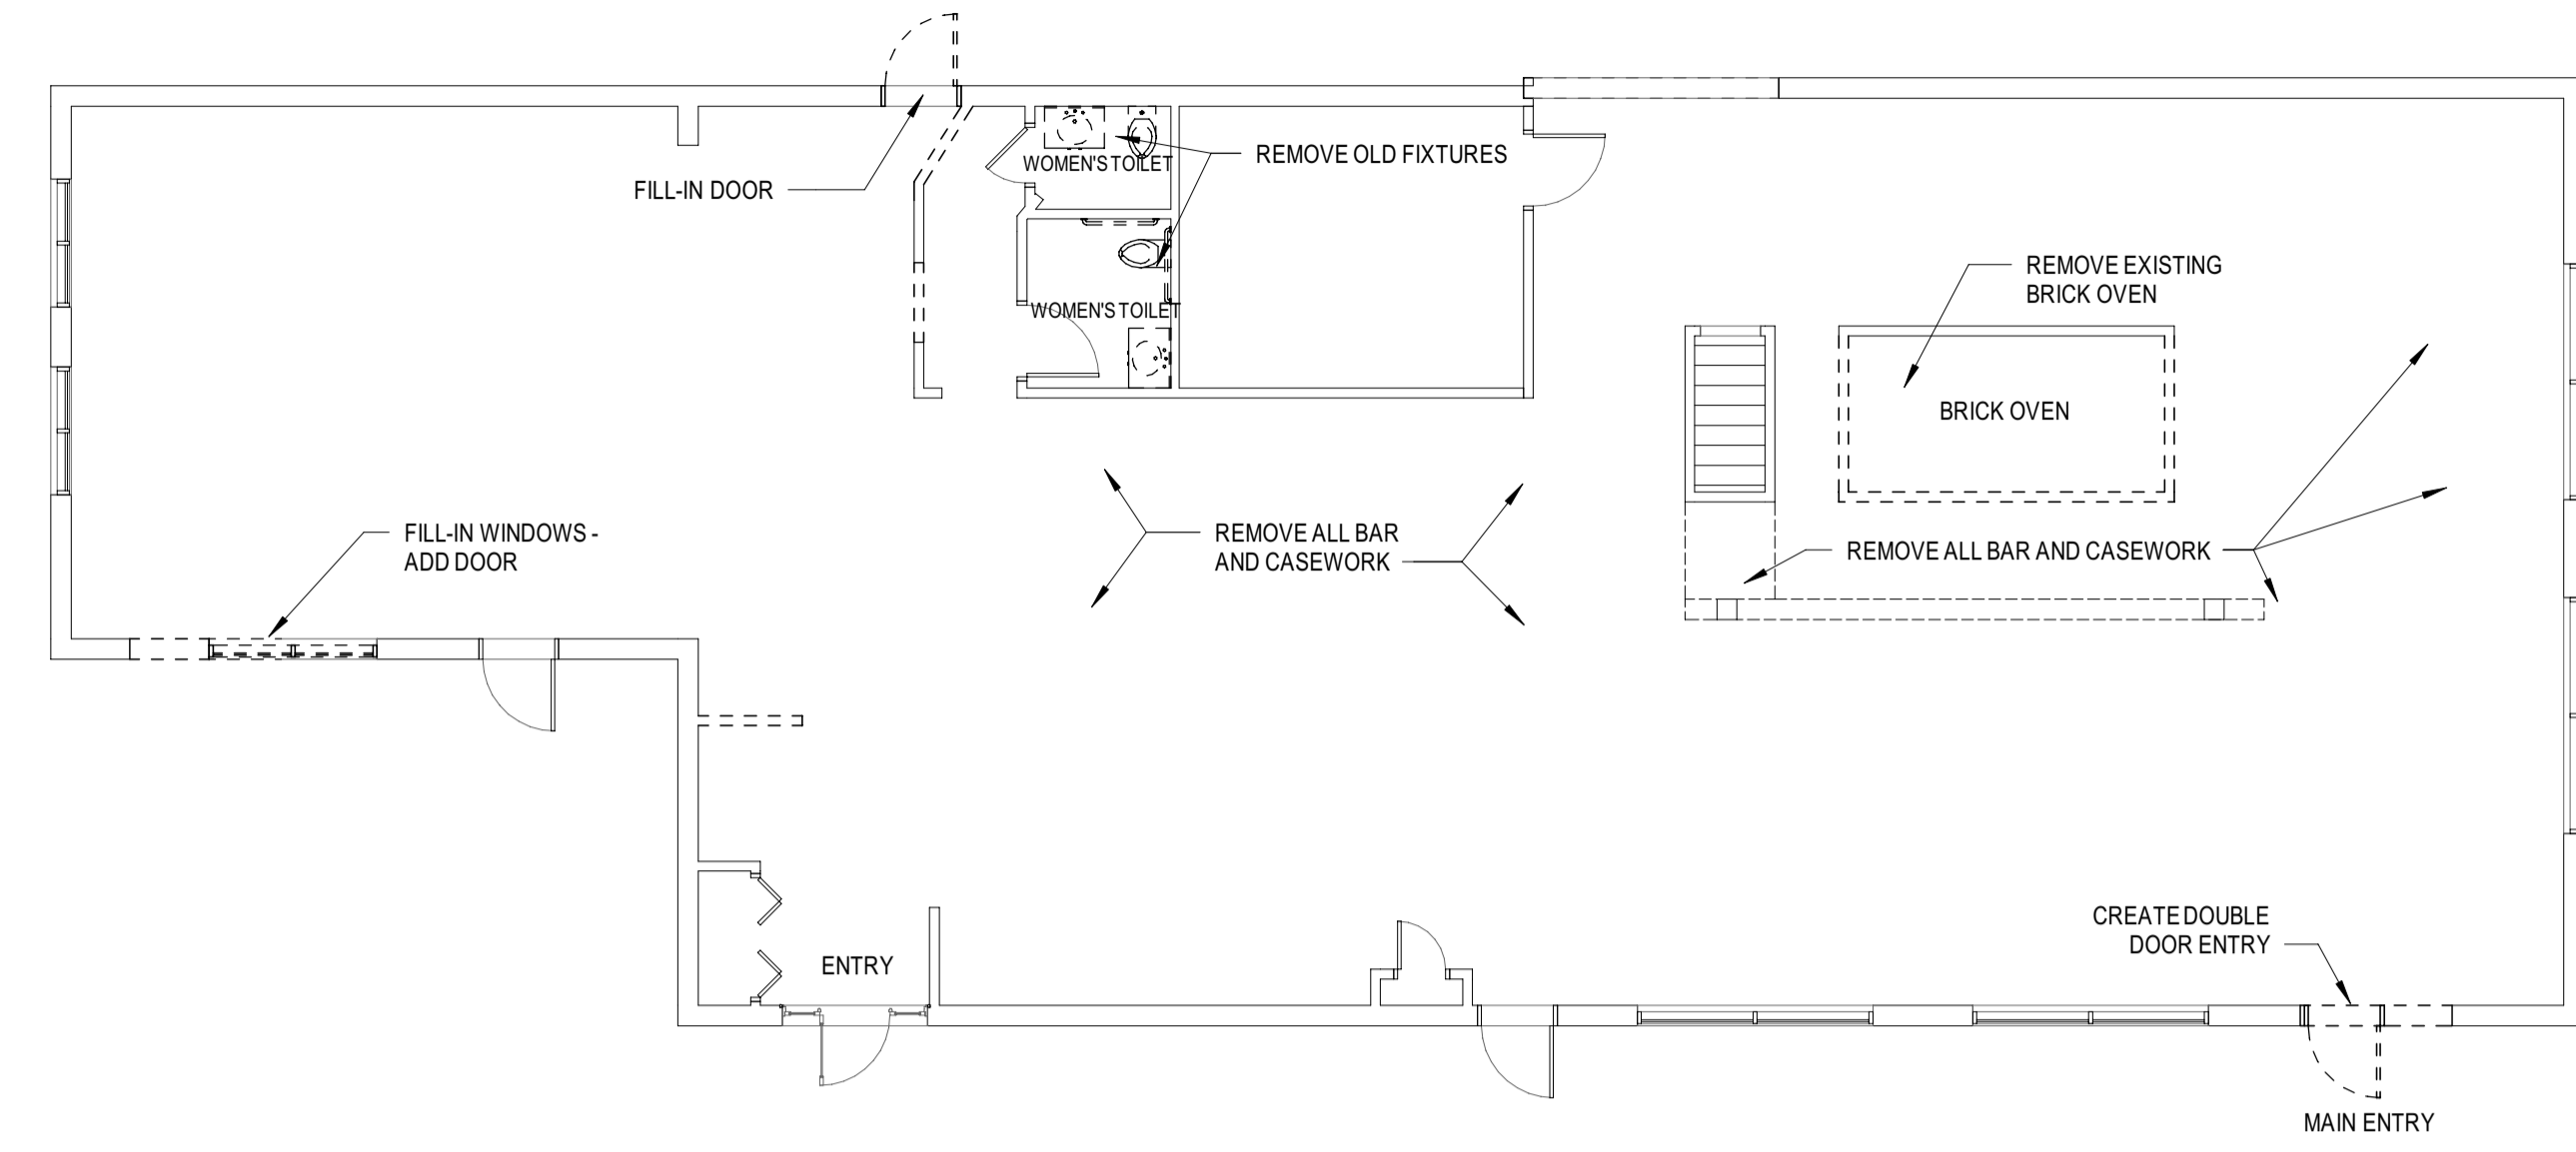 FILL-IN DOOR
WOMEN'S TOILET
REMOVE OLD FIXTURES
WOMEN'S TOILET
REMOVE EXISTING
BRICK OVEN
BRICK OVEN
FILL-IN WINDOWS -
ADD DOOR
REMOVE ALL BAR
AND CASEWORK
REMOVE ALL BAR AND CASEWORK
ENTRY
CREATE DOUBLE
DOOR ENTRY
MAIN ENTRY